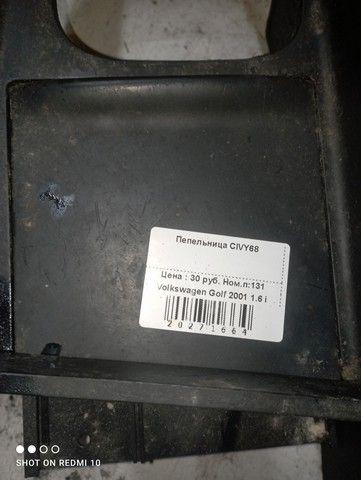 Пепельница CIVY68
Цена : 30 руб. Ном.п:131
Volkswagen Golf 2001 1.6 i
20271664
SHOT ON REDMI 10